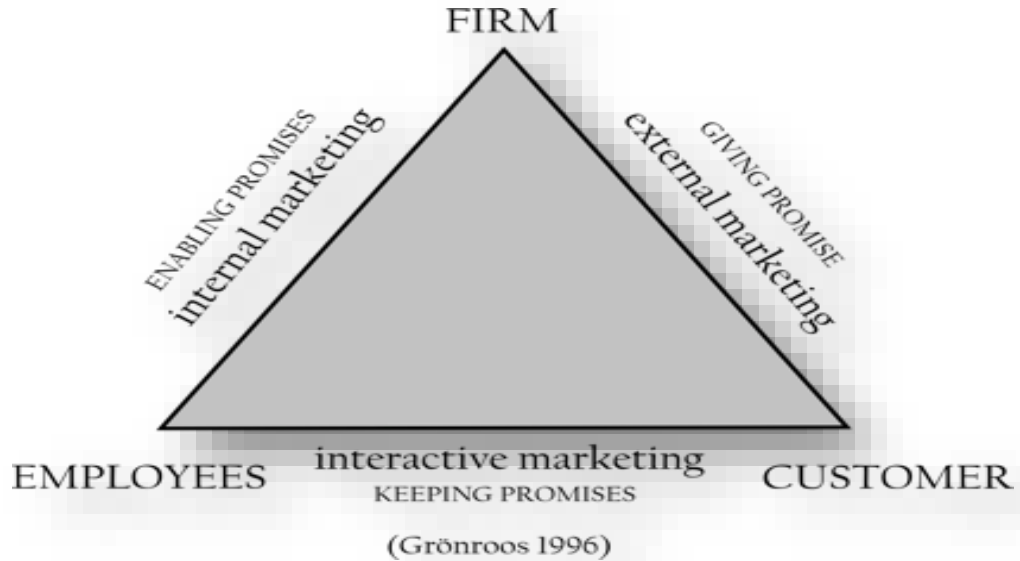 FIRM
ENABLING PROMISES
internal marketing
GIVING PROMISE
external marketing
EMPLOYEES
interactive marketing
CUSTOMER
KEEPING PROMISES
(Grönroos 1996)